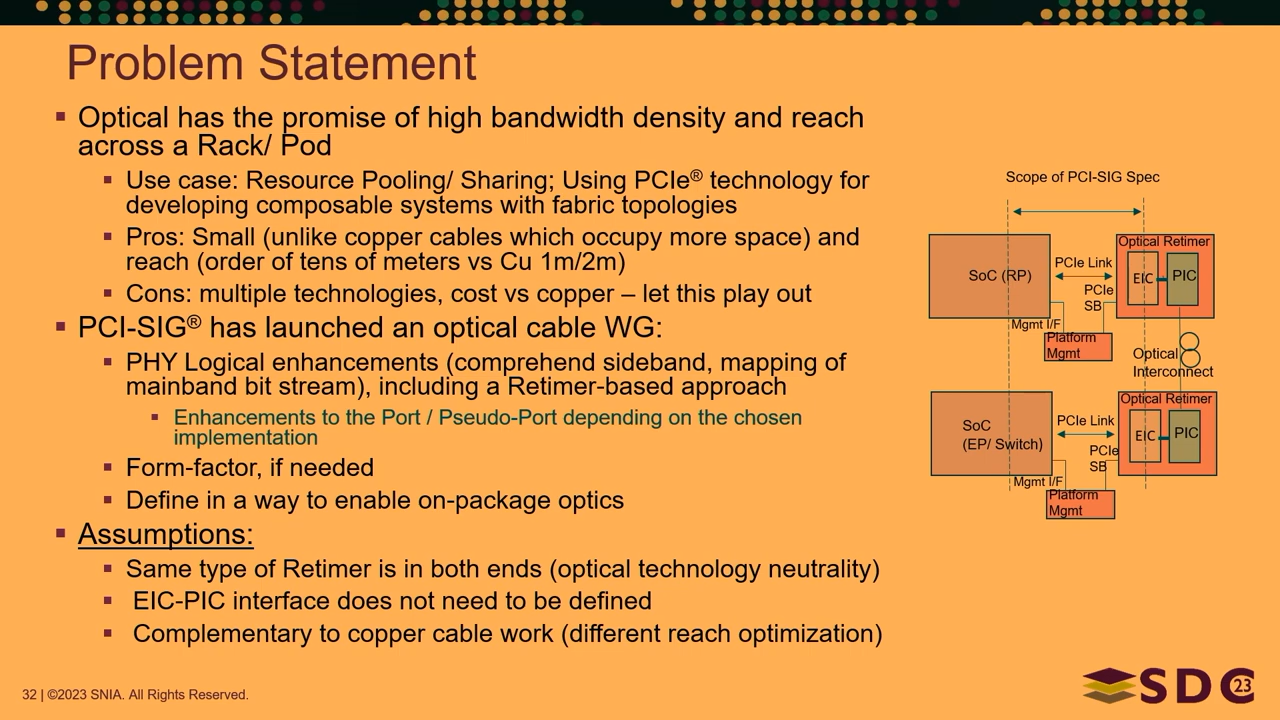 Problem Statement
Optical has the promise of high bandwidth density and reach
across a Rack/ Pod
Use case: Resource Pooling/ Sharing; Using PCIe® technology for
developing composable systems with fabric topologies
Pros: Small (unlike copper cables which occupy more space) and
reach (order of tens of meters vs Cu 1m/2m)
Cons: multiple technologies, cost vs copper – let this play out
PCI-SIG® has launched an optical cable WG:
PHY Logical enhancements (comprehend sideband, mapping of
mainband bit stream), including a Retimer-based approach
Enhancements to the Port / Pseudo-Port depending on the chosen
implementation
Form-factor, if needed
Define in a way to enable on-package optics
Assumptions:
Same type of Retimer is in both ends (optical technology neutrality)
EIC-PIC interface does not need to be defined
Complementary to copper cable work (different reach optimization)
Scope of PCI-SIG Spec
Optical Retimer
SoC (RP)
PCIe Link
EIC
PIC
PCIe
SB
Mgmt I/F
Platform
Mgmt
Optical
Interconnect
Optical Retimer
SoC
(EP/ Switch)
PCIe Link
EIC
PIC
PCIe
SB
Mgmt I/F
Platform
Mgmt
32 | ©2023 SNIA. All Rights Reserved.
SDC 23